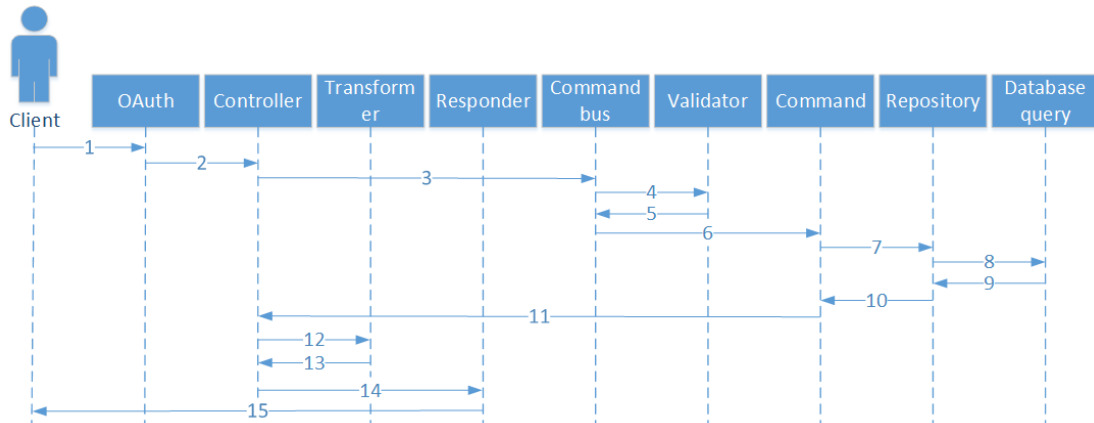 Client
OAuth
Controller
Transform
er
Responder
Command
bus
Validator
Command
Repository
Database
query
1
2
3
4
5
6
7
8
9
10
11
12
13
14
15